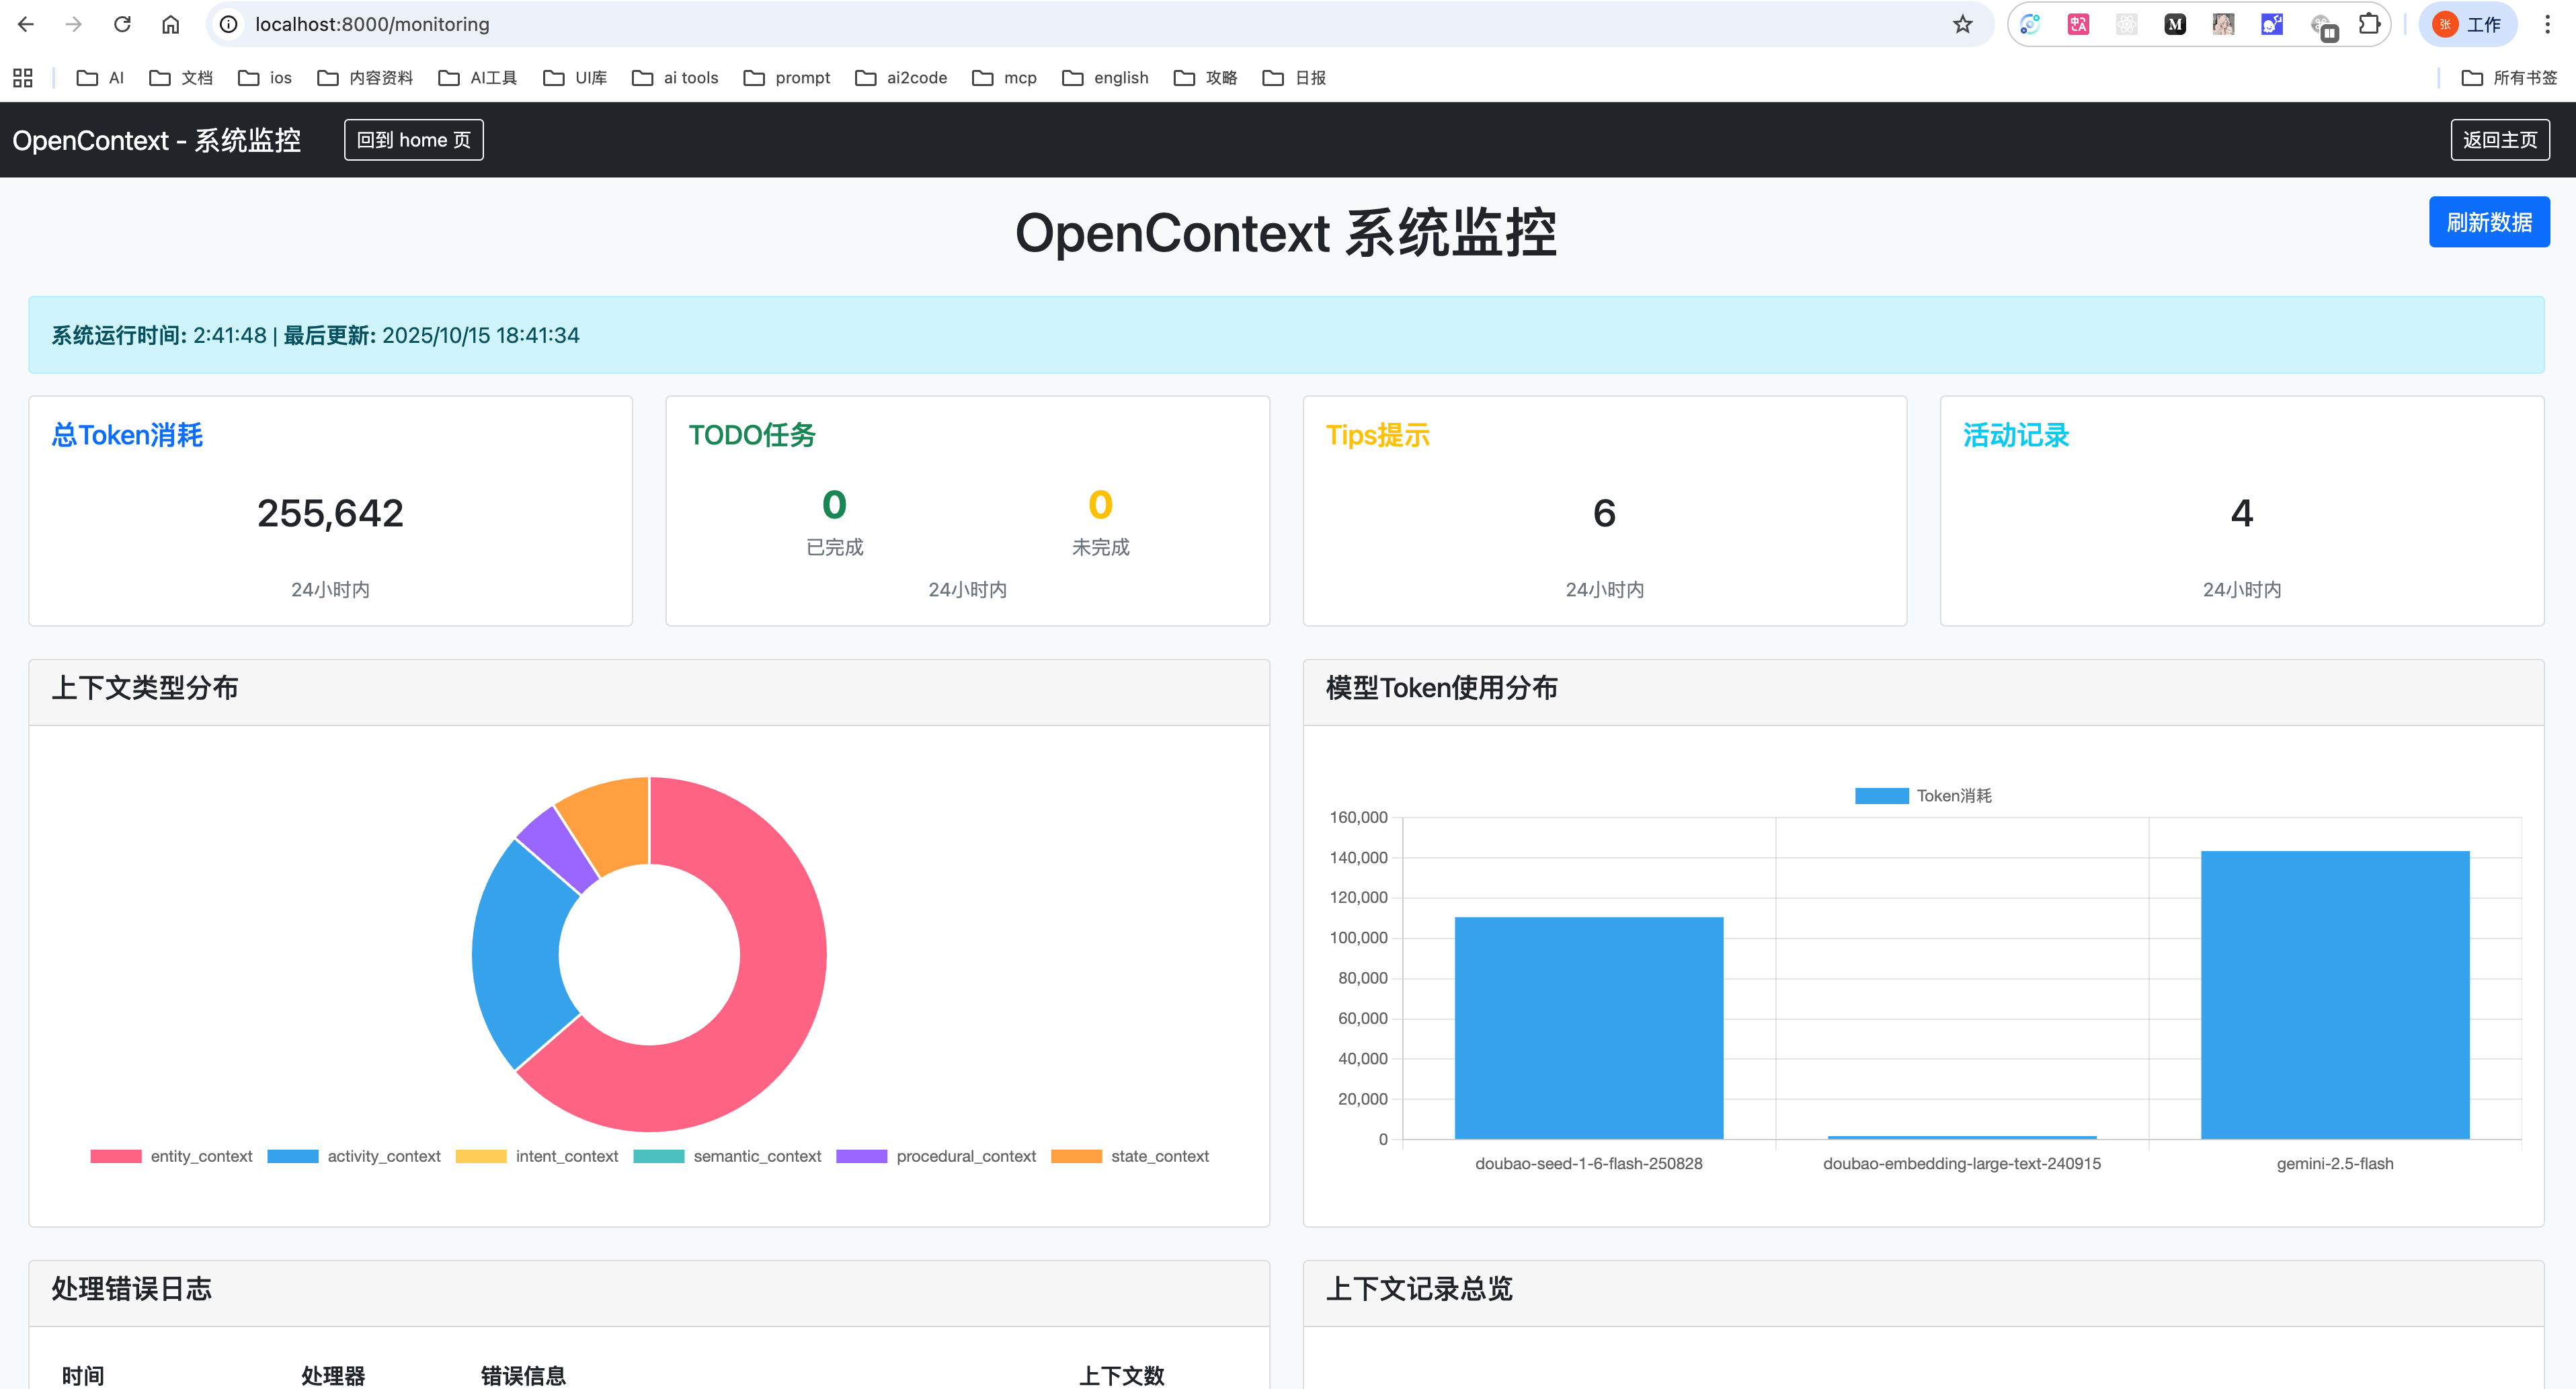 localhost:8000/monitoring
张 工作
AI 文档 ios 内容资料 AI工具 UI库 ai tools prompt ai2code mcp english 攻略 日报 所有书签
OpenContext - 系统监控 回到 home 页 返回主页
OpenContext 系统监控
刷新数据
系统运行时间: 2:41:48 | 最后更新: 2025/10/15 18:41:34
总Token消耗
255,642
24小时内
TODO任务
0 0
已完成 未完成
24小时内
Tips提示
6
24小时内
活动记录
4
24小时内
上下文类型分布
entity_context activity_context intent_context semantic_context procedural_context state_context
模型Token使用分布
Token消耗
160,000
140,000
120,000
100,000
80,000
60,000
40,000
20,000
0
doubao-seed-1-6-flash-250828 doubao-embedding-large-text-240915 gemini-2.5-flash
处理错误日志
时间 处理器 错误信息 上下文数
上下文记录总览